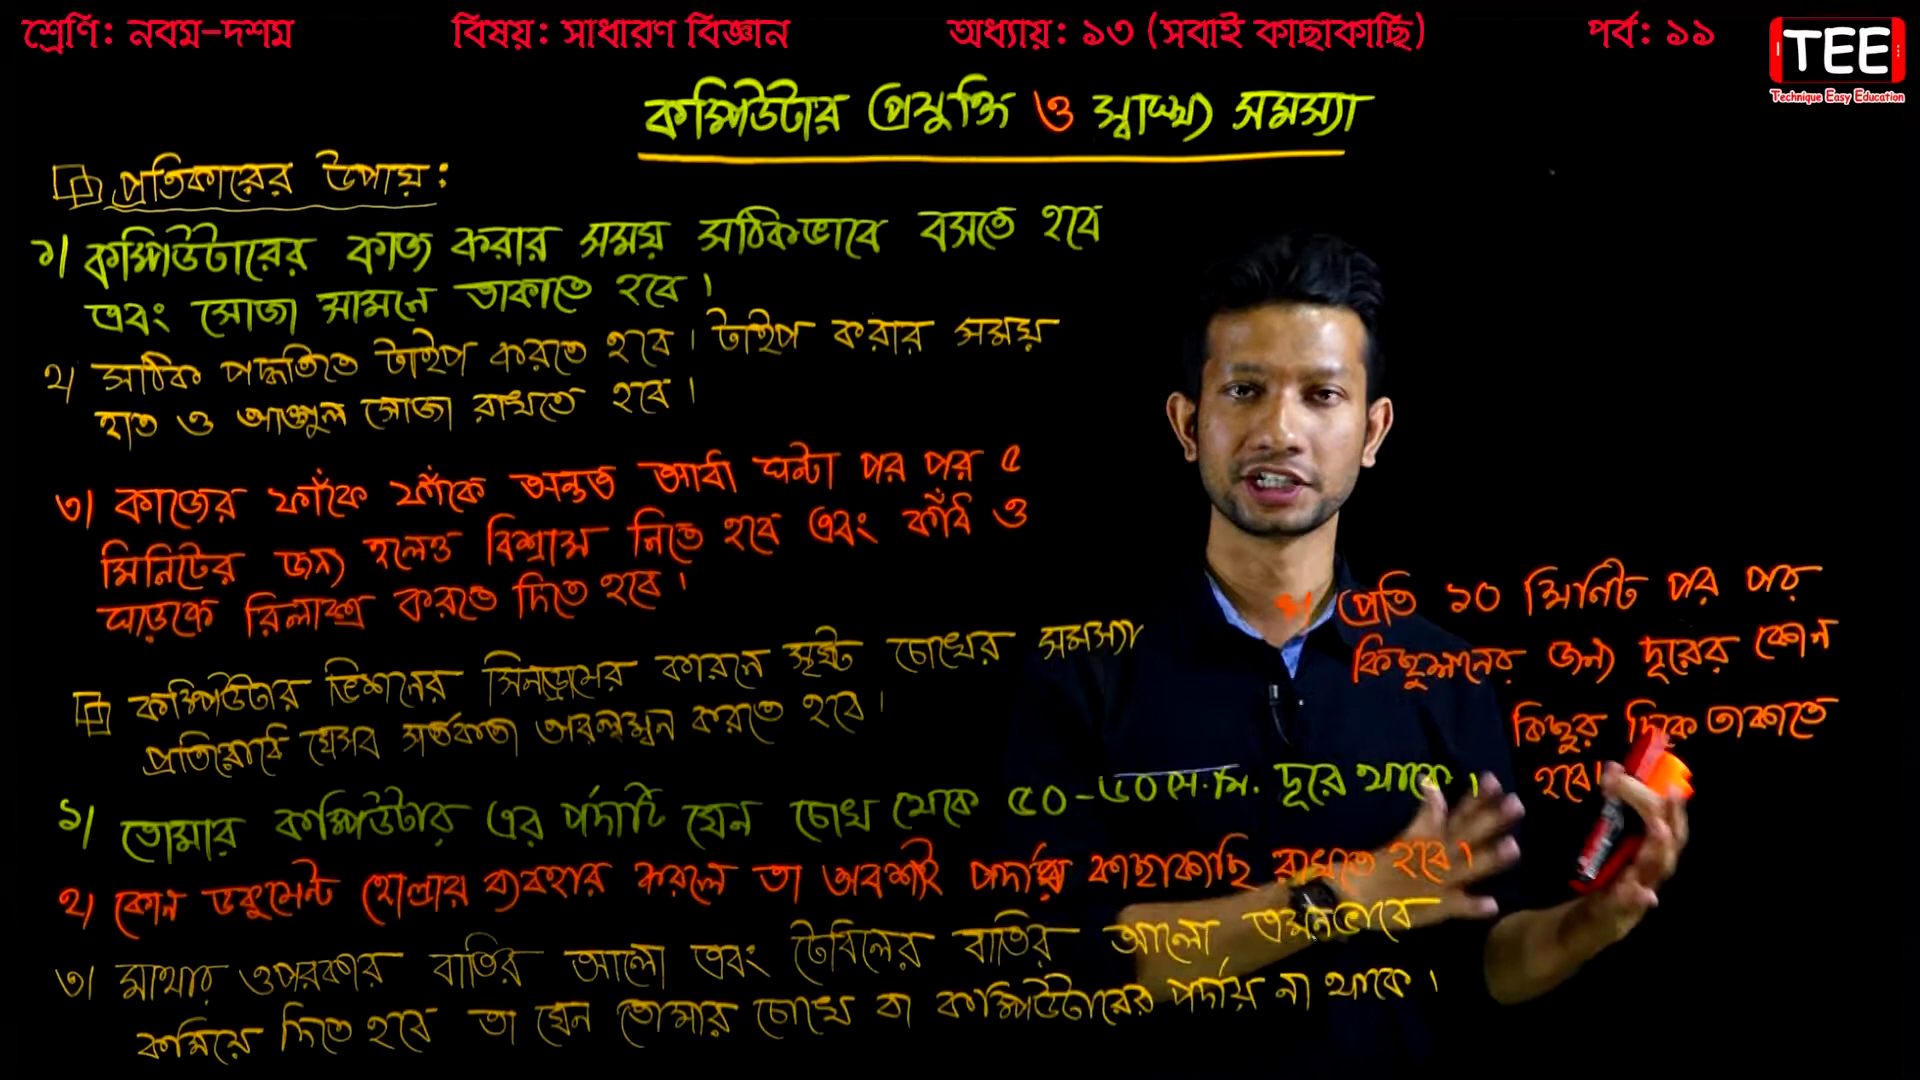 শ্রেণি: নবম-দশম
বিষয়: সাধারণ বিজ্ঞান
অধ্যায়: ১৩ (সবাই কাছাকাছি)
পর্ব: ১১
TEE
Technique Easy Education
কম্পিউটার প্রযুক্তি ও স্বাস্থ্য সমস্যা
প্রতিকারের উপায়:
১। কম্পিউটারের কাজ করার সময় সঠিকভাবে বসতে হবে
এবং সোজা সামনে তাকাতে হবে।
২। সঠিক পদ্ধতিতে টাইপ করতে হবে। টাইপ করার সময়
হাত ও আঙ্গুল সোজা রাখতে হবে।
৩। কাজের ফাঁকে ফাঁকে অন্তত আধা ঘন্টা পর পর ৫
মিনিটের জন্য হলেও বিশ্রাম নিতে হবে এবং কাঁধ ও
ঘাড়কে রিলাক্স করতে দিতে হবে।
কম্পিউটার ভিশনের সিনড্রোমের কারনে সৃষ্ট চোখের সমস্যা
প্রতিরোধে যেসব সর্তকতা অবলম্বন করতে হবে।
১। তোমার কম্পিউটার এর পর্দাটি যেন চোখ থেকে ৫০-৬০সে.মি. দূরে থাকে।
২। কোন ডকুমেন্ট হোল্ডার ব্যবহার করলে তা অবশ্যই পর্দার কাছাকাছি রাখতে হবে।
৩। মাথার ওপরকার বাতির আলো এবং টেবিলের বাতির আলো এমনভাবে
কমিয়ে দিতে হবে তা যেন তোমার চোখে বা কম্পিউটারের পর্দায় না থাকে।
প্রতি ১০ মিনিট পর পর
কিছুক্ষনের জন্য দূরের কোন
কিছুর দিকে তাকাতে
হবে।